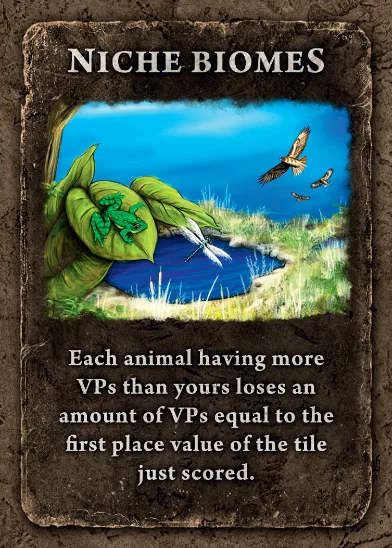 NICHE BIOMES
Each animal having more
VPs than yours loses an
amount of VPs equal to the
first place value of the tile
just scored.